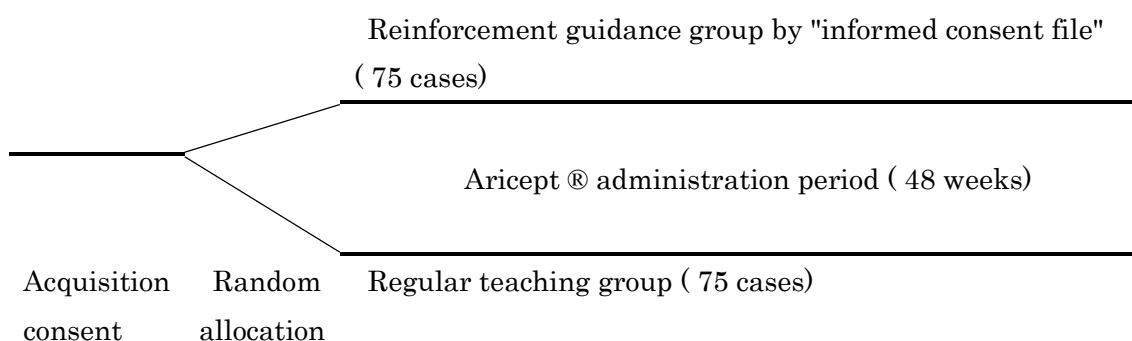 Reinforcement guidance group by "informed consent file"
( 75 cases)
Aricept ® administration period ( 48 weeks)
Acquisition
consent
Random
allocation
Regular teaching group ( 75 cases)